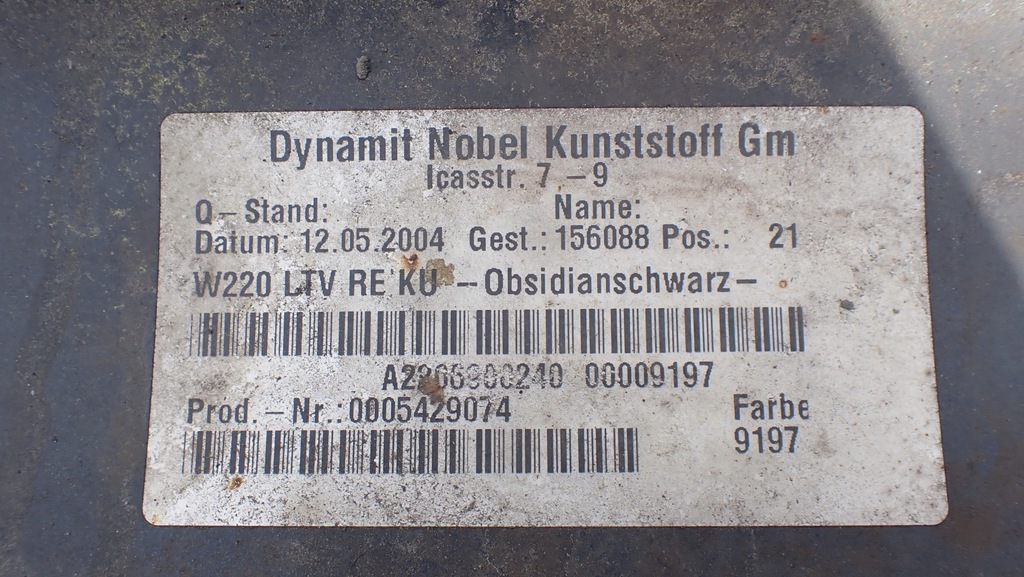 Dynamit Nobel Kunststoff Gm
Icasstr. 7 - 9
Q - Stand: Name:
Datum: 12.05.2004 Gest.: 156088 Pos.: 21
W220 LTV RE KU --Obsidianschwarz-
00009197
Prod. - Nr.:0005429074 Farbe
9197